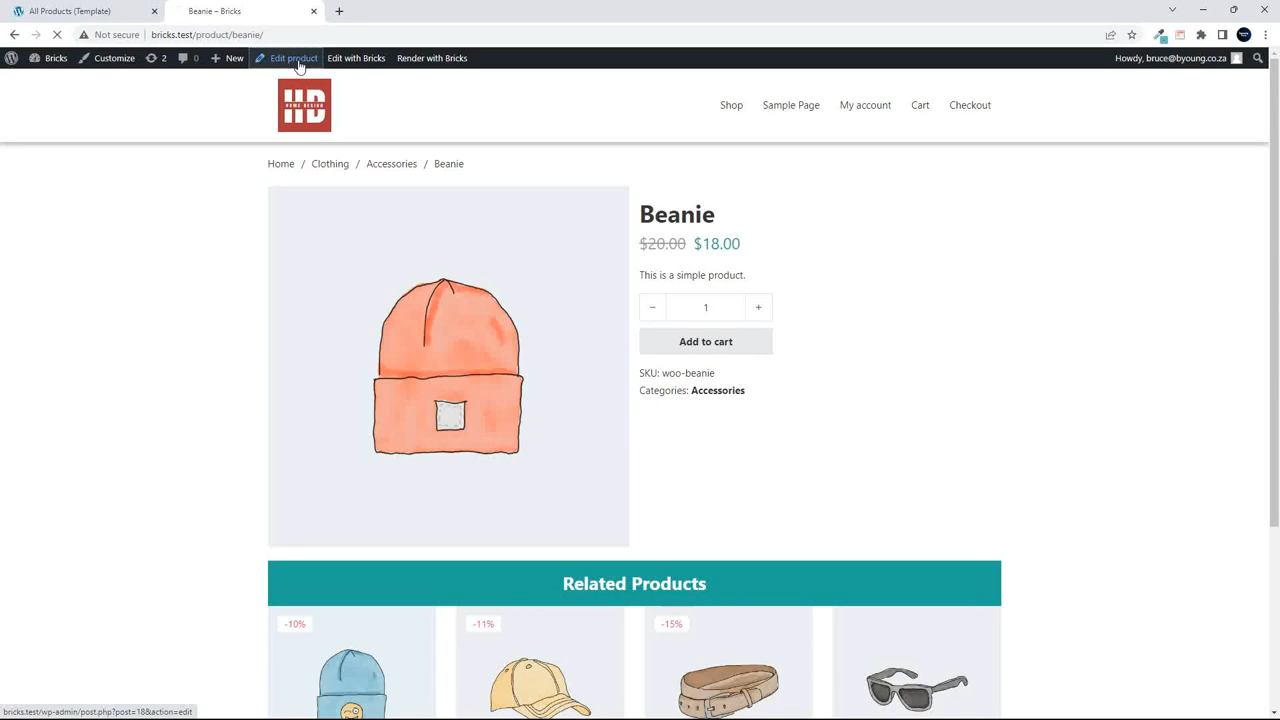 All Products (Template)
Beanie – Bricks
Not secure
bricks.test/product/beanie/
Bricks
Customize
2
0
New
Edit product
Edit with Bricks
Render with Bricks
Howdy, bruce@byoung.co.za
HD
HOME DESIGN
Shop
Sample Page
My account
Cart
Checkout
Home / Clothing / Accessories / Beanie
Beanie
$20.00 $18.00
This is a simple product.
− 1 +
Add to cart
SKU: woo-beanie
Categories: Accessories
Related Products
-10%
-11%
-15%
bricks.test/wp-admin/post.php?post=18&action=edit